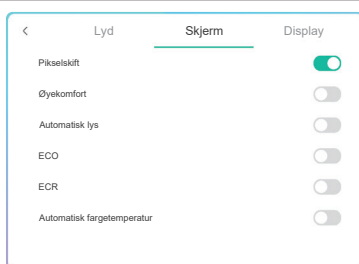 Lyd Skjerm Display
Pikselskift
Øyekomfort
Automatisk lys
ECO
ECR
Automatisk fargetemperatur